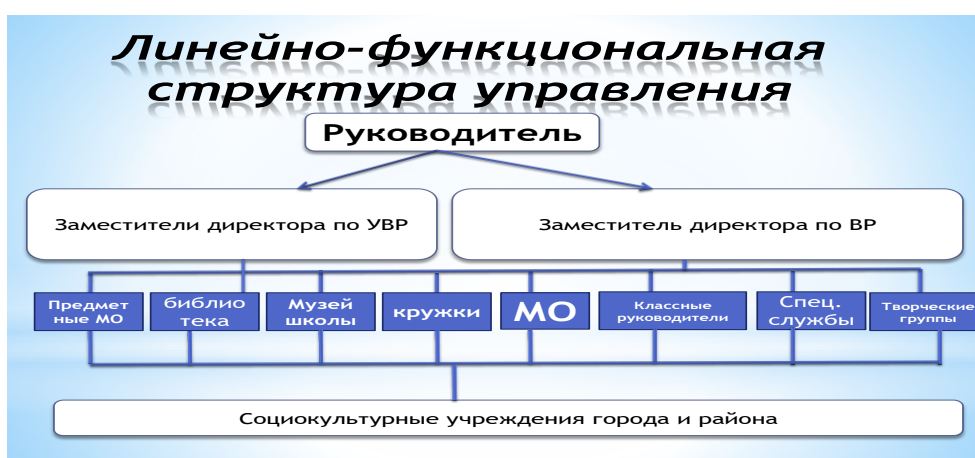 Линейно-функциональная
структура управления
Руководитель
Заместители директора по УВР
Заместитель директора по ВР
Предмет
ные МО
библио
тека
Музей
школы
кружки
МО
Классные
руководители
Спец.
службы
Творческие
группы
Социокультурные учреждения города и района